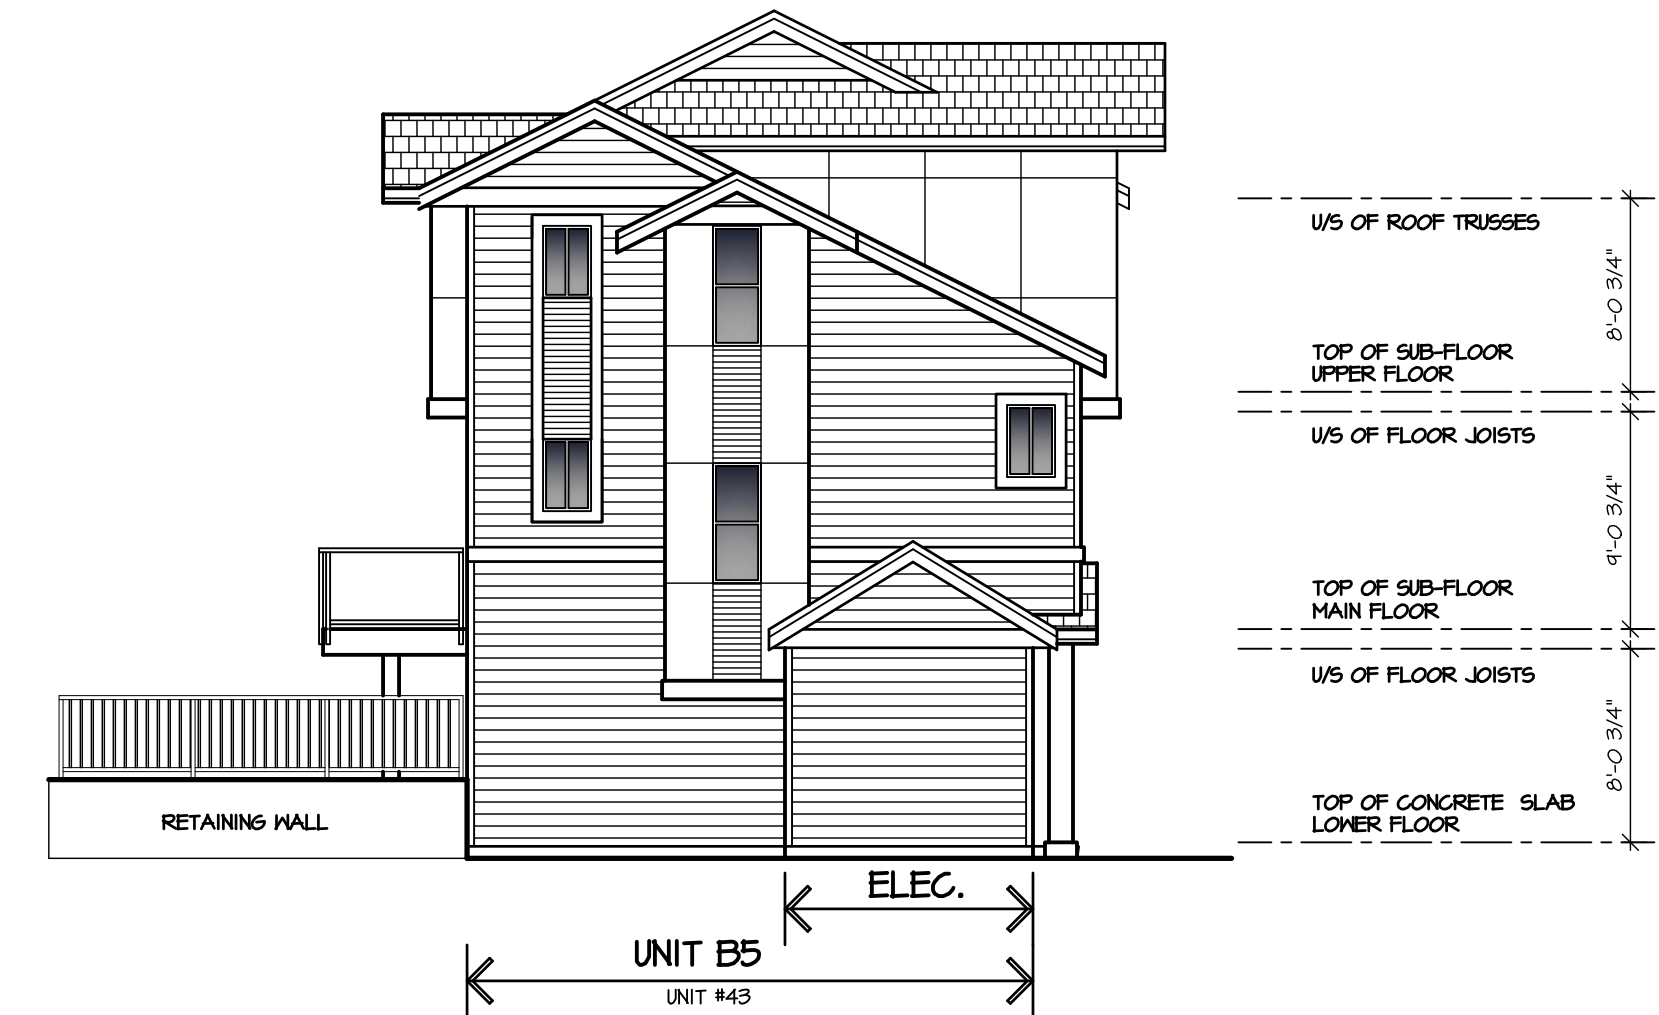 U/S OF ROOF TRUSSES
8'-0 3/4"
TOP OF SUB-FLOOR
UPPER FLOOR
U/S OF FLOOR JOISTS
9'-0 3/4"
TOP OF SUB-FLOOR
MAIN FLOOR
U/S OF FLOOR JOISTS
8'-0 3/4"
TOP OF CONCRETE SLAB
LOWER FLOOR
RETAINING WALL
ELEC.
UNIT B5
UNIT #43